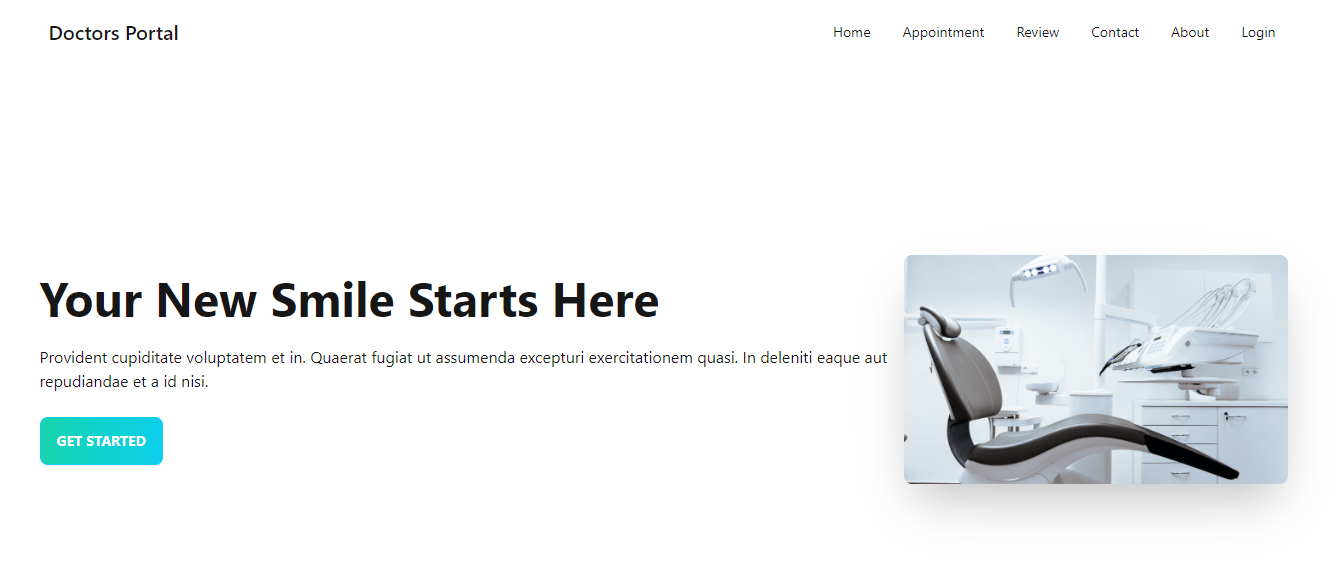 Doctors Portal
Home Appointment Review Contact About Login
Your New Smile Starts Here
Provident cupiditate voluptatem et in. Quaerat fugiat ut assumenda excepturi exercitationem quasi. In deleniti eaque aut
repudiandae et a id nisi.
GET STARTED